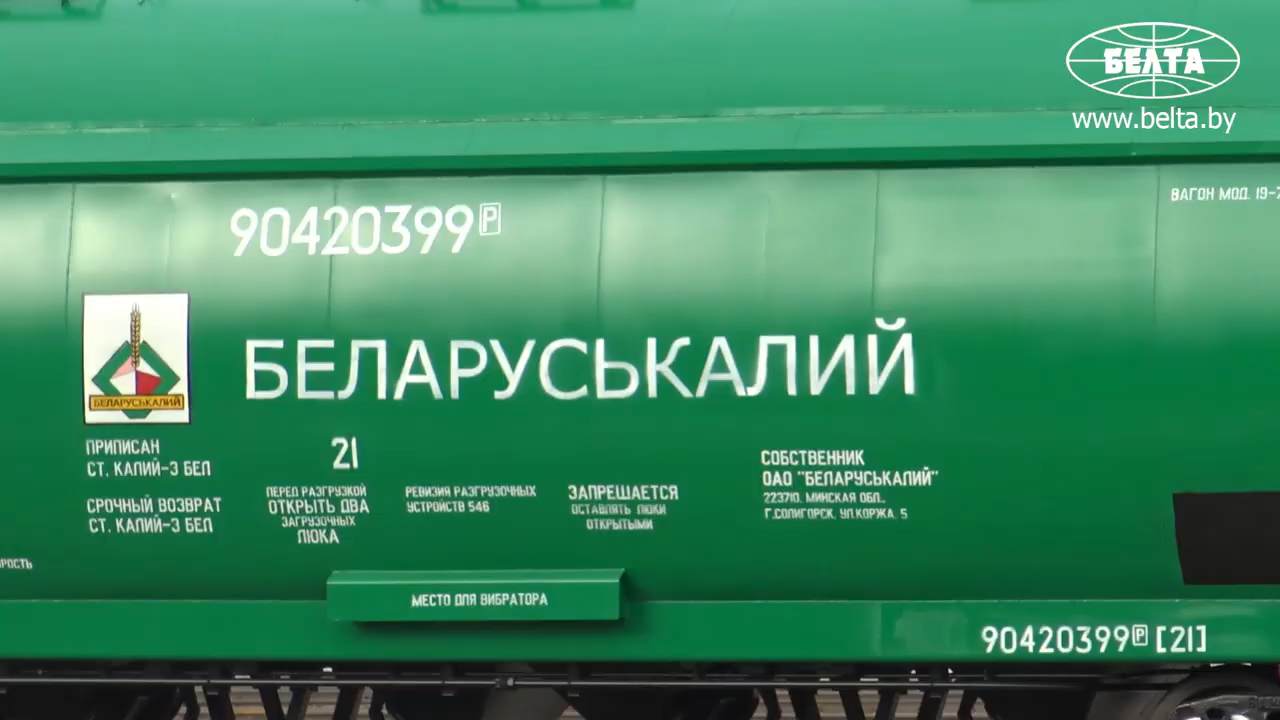 БЕЛТА
www.belta.by
ВАГОН МОД. 19-7
90420399 Р
БЕЛАРУСЬКАЛИЙ
БЕЛАРУСЬКАЛИЙ
ПРИПИСАН
СТ. КАЛИЙ-3 БЕЛ
СРОЧНЫЙ ВОЗВРАТ
СТ. КАЛИЙ-3 БЕЛ
21
ПЕРЕД РАЗГРУЗКОЙ
ОТКРЫТЬ ДВА
ЗАГРУЗОЧНЫХ
ЛЮКА
РЕВИЗИЯ РАЗГРУЗОЧНЫХ
УСТРОЙСТВ 546
ЗАПРЕЩАЕТСЯ
ОСТАВЛЯТЬ ЛЮКИ
ОТКРЫТЫМИ
СОБСТВЕННИК
ОАО "БЕЛАРУСЬКАЛИЙ"
223710, МИНСКАЯ ОБЛ.,
Г.СОЛИГОРСК, УЛ.КОРЖА, 5
РОСТЬ
МЕСТО ДЛЯ ВИБРАТОРА
90420399 Р [21]